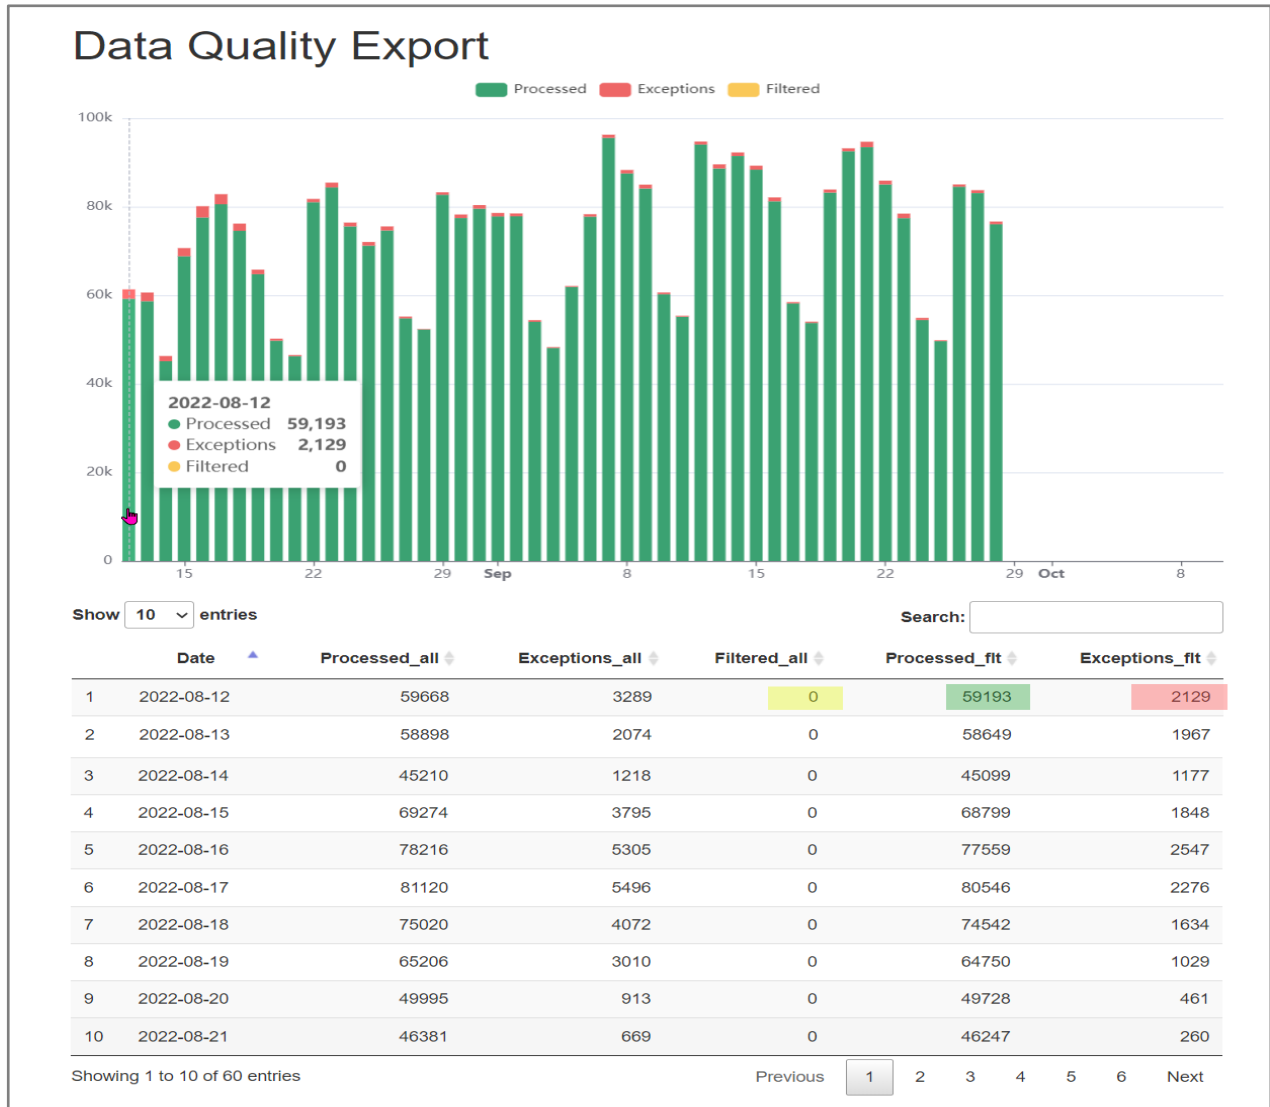 Data Quality Export
Processed Exceptions Filtered
100k
80k
60k
40k
20k
0
2022-08-12
Processed 59,193
Exceptions 2,129
Filtered 0
15 22 29 Sep 8 15 22 29 Oct 8
Show 10 entries Search:
Date Processed_all Exceptions_all Filtered_all Processed_flt Exceptions_flt
1 2022-08-12 59668 3289 0 59193 2129
2 2022-08-13 58898 2074 0 58649 1967
3 2022-08-14 45210 1218 0 45099 1177
4 2022-08-15 69274 3795 0 68799 1848
5 2022-08-16 78216 5305 0 77559 2547
6 2022-08-17 81120 5496 0 80546 2276
7 2022-08-18 75020 4072 0 74542 1634
8 2022-08-19 65206 3010 0 64750 1029
9 2022-08-20 49995 913 0 49728 461
10 2022-08-21 46381 669 0 46247 260
Showing 1 to 10 of 60 entries Previous 1 2 3 4 5 6 Next